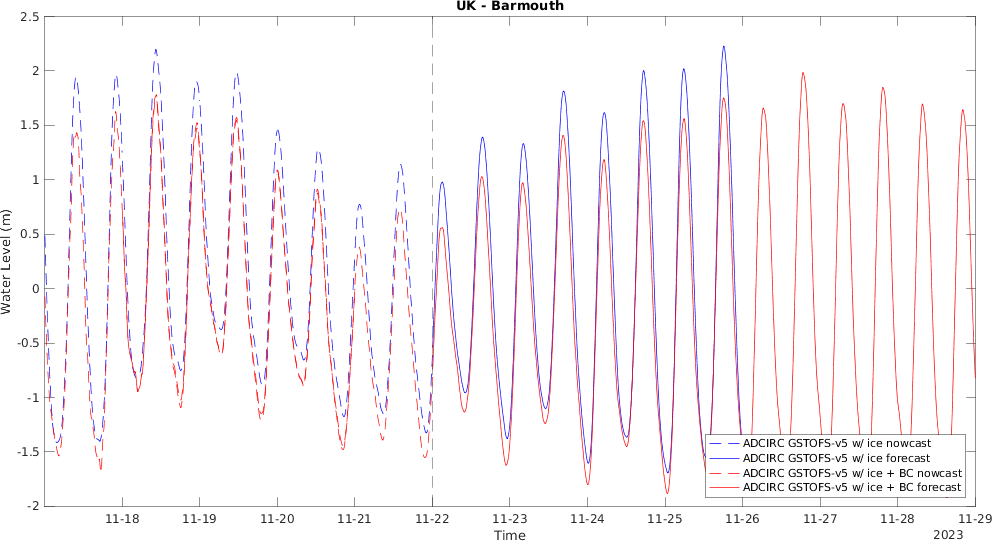 UK - Barmouth
2.5
2
1.5
1
0.5
0
-0.5
-1
-1.5
-2
Water Level (m)
ADCIRC GSTOFS-v5 w/ ice nowcast
ADCIRC GSTOFS-v5 w/ ice forecast
ADCIRC GSTOFS-v5 w/ ice + BC nowcast
ADCIRC GSTOFS-v5 w/ ice + BC forecast
11-18 11-19 11-20 11-21 11-22 11-23 11-24 11-25 11-26 11-27 11-28 11-29
Time
2023